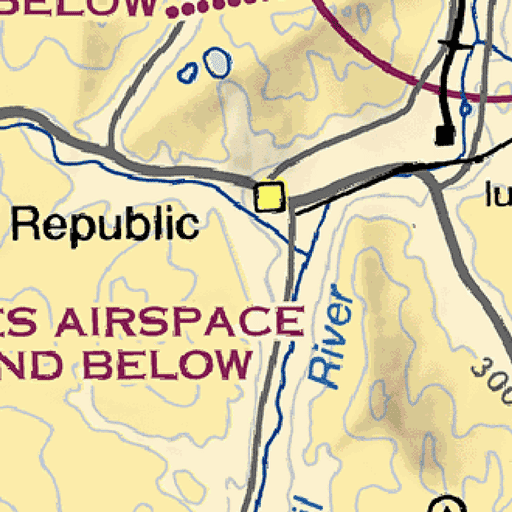 BELOW
Republic
ES AIRSPACE
ND BELOW
River
300